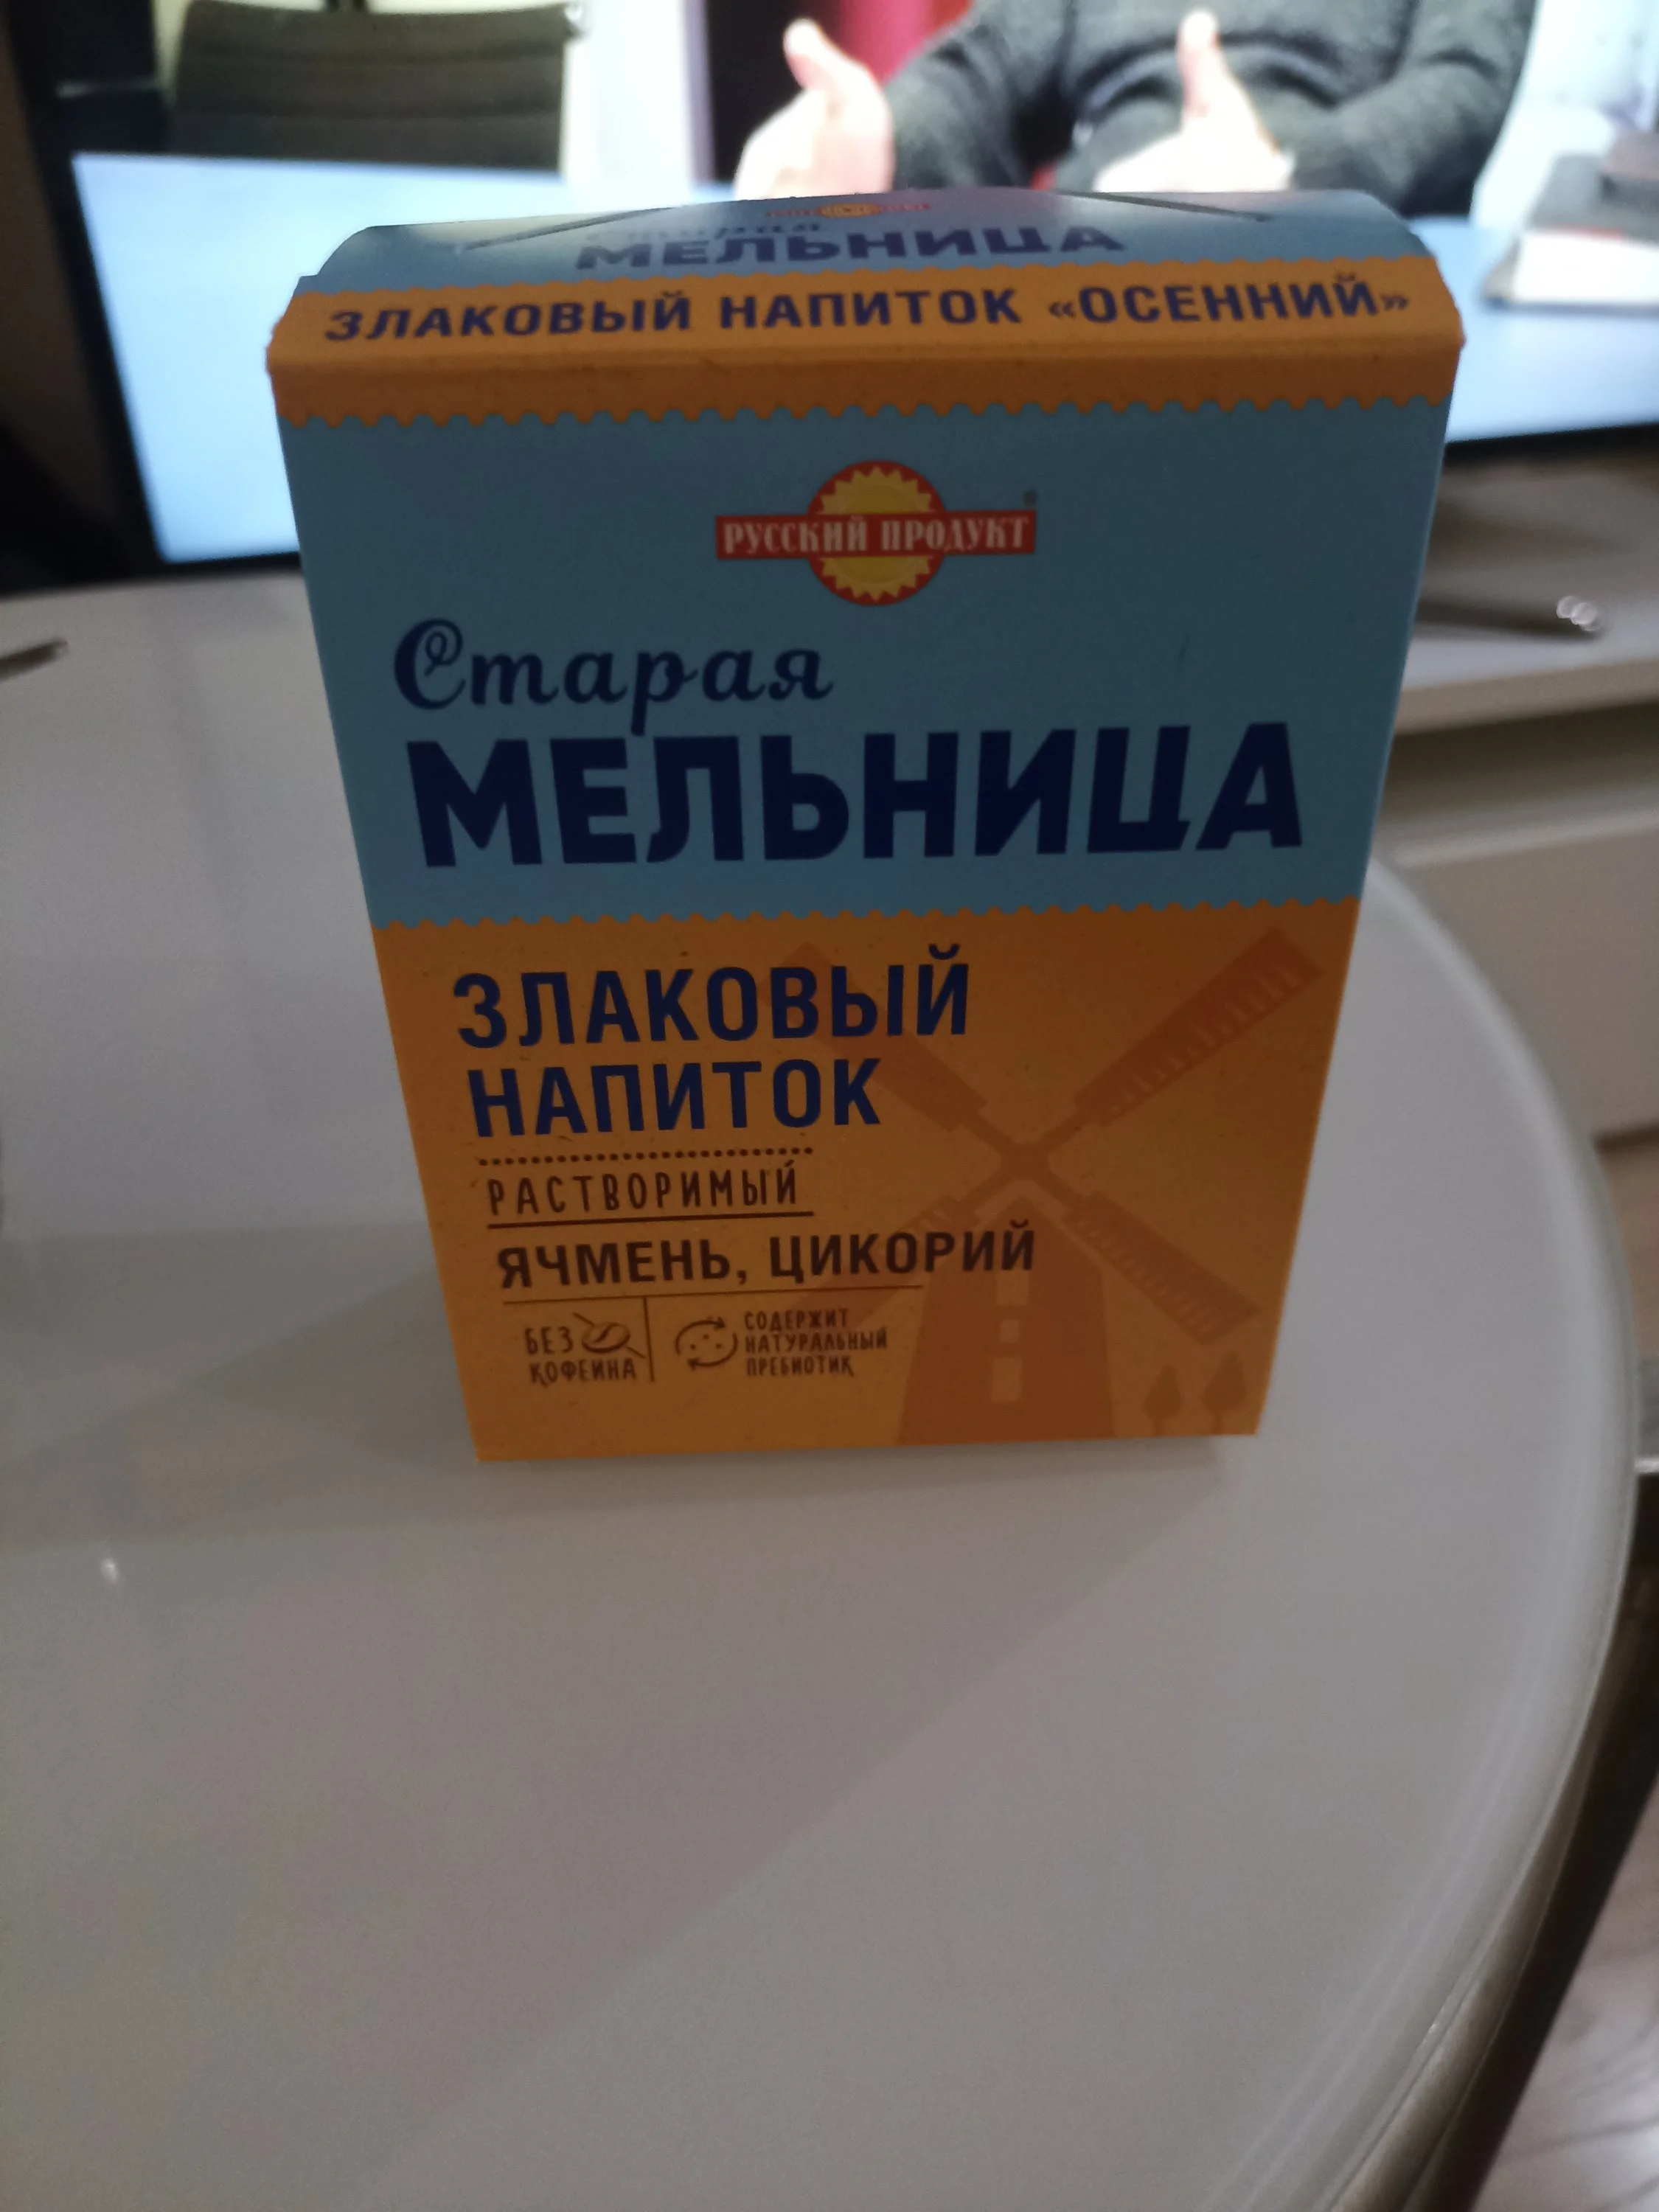 МЕЛЬНИЦА
ЗЛАКОВЫЙ НАПИТОК «ОСЕННИЙ»
РУССКИЙ ПРОДУКТ®
Старая
МЕЛЬНИЦА
ЗЛАКОВЫЙ
НАПИТОК
РАСТВОРИМЫЙ
ЯЧМЕНЬ, ЦИКОРИЙ
БЕЗ
КОФЕИНА
СОДЕРЖИТ
НАТУРАЛЬНЫЙ
ПРЕБИОТИК